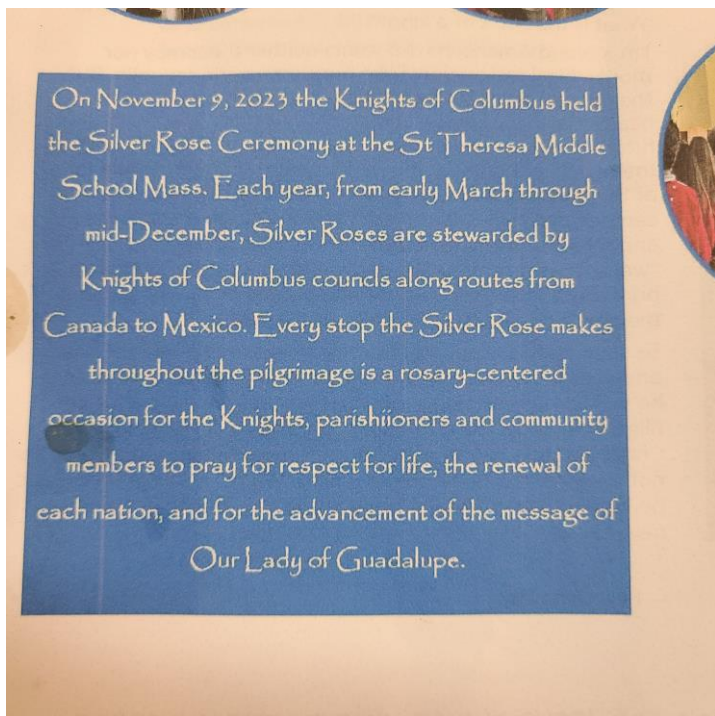 On November 9, 2023 the Knights of Columbus held
the Silver Rose Ceremony at the St Theresa Middle
School Mass. Each year, from early March through
mid-December, Silver Roses are stewarded by
Knights of Columbus councls along routes from
Canada to Mexico. Every stop the Silver Rose makes
throughout the pilgrimage is a rosary-centered
occasion for the Knights, parishiioners and community
members to pray for respect for life, the renewal of
each nation, and for the advancement of the message of
Our Lady of Guadalupe.